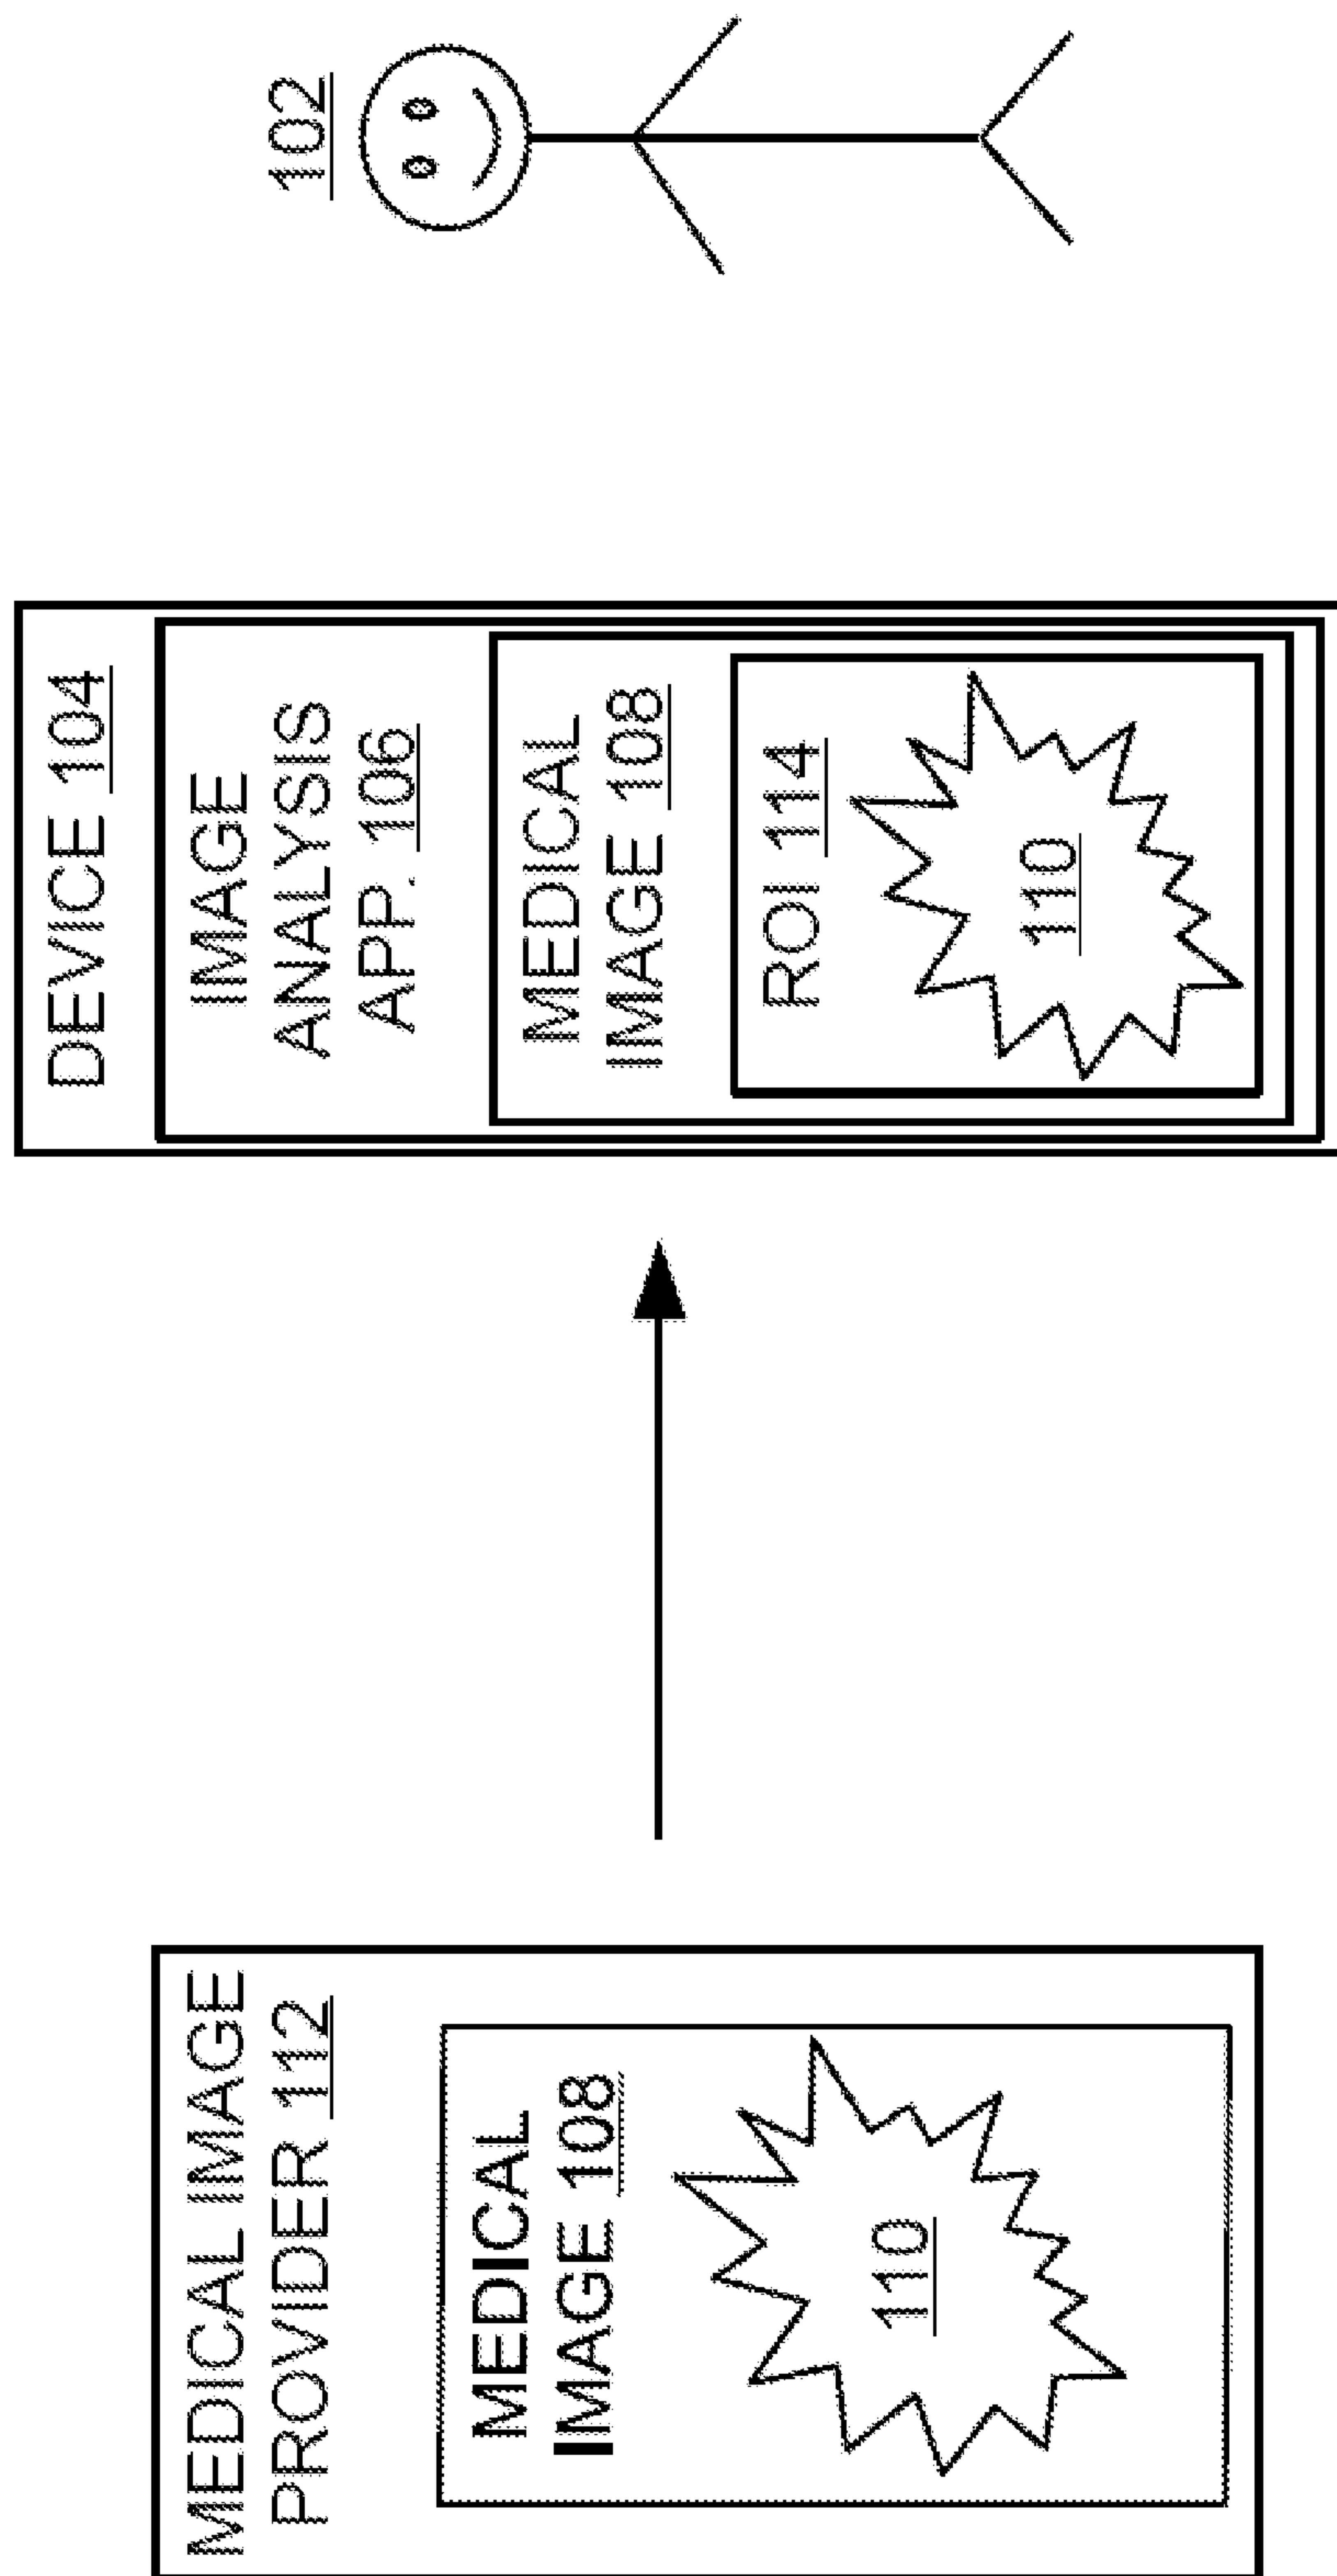 MEDICAL IMAGE
PROVIDER 112
MEDICAL
IMAGE 108
110
DEVICE 104
IMAGE
ANALYSIS
APP. 106
MEDICAL
IMAGE 108
ROI 114
110
102